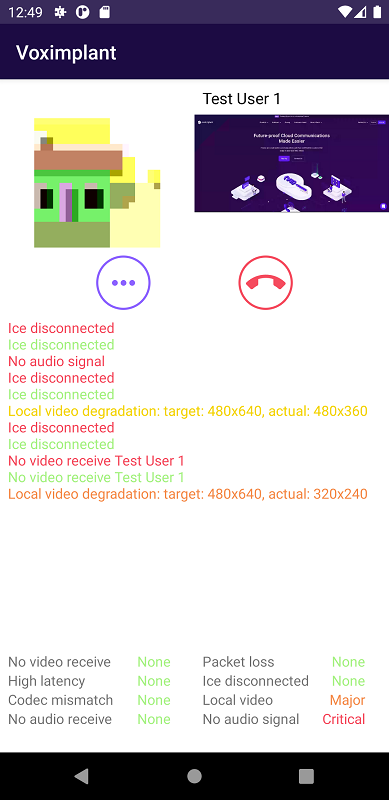 12:49
Voximplant
Test User 1
Future-proof Cloud Communications
Made Easier
Ice disconnected
Ice disconnected
No audio signal
Ice disconnected
Ice disconnected
Local video degradation: target: 480x640, actual: 480x360
Ice disconnected
Ice disconnected
No video receive Test User 1
No video receive Test User 1
Local video degradation: target: 480x640, actual: 320x240
No video receive None Packet loss None
High latency None Ice disconnected None
Codec mismatch None Local video Major
No audio receive None No audio signal Critical